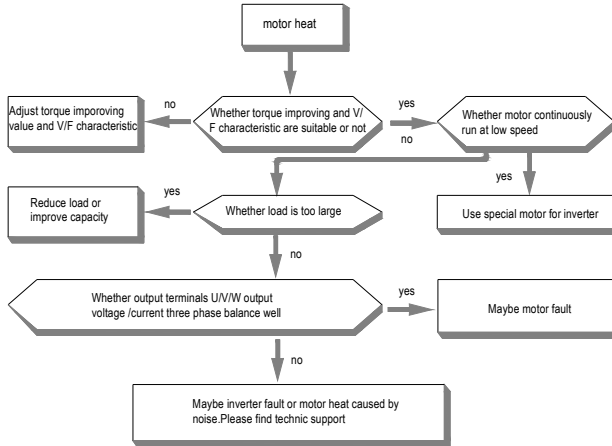 motor heat
Adjust torque imporoving
value and V/F characteristic
no
Whether torque improving and V/
F characteristic are suitable or not
yes
no
Whether motor continuously
run at low speed
yes
Reduce load or
improve capacity
yes
Whether load is too large
Use special motor for inverter
no
Whether output terminals U/V/W output
voltage /current three phase balance well
yes
Maybe motor fault
no
Maybe inverter fault or motor heat caused by
noise.Please find technic support